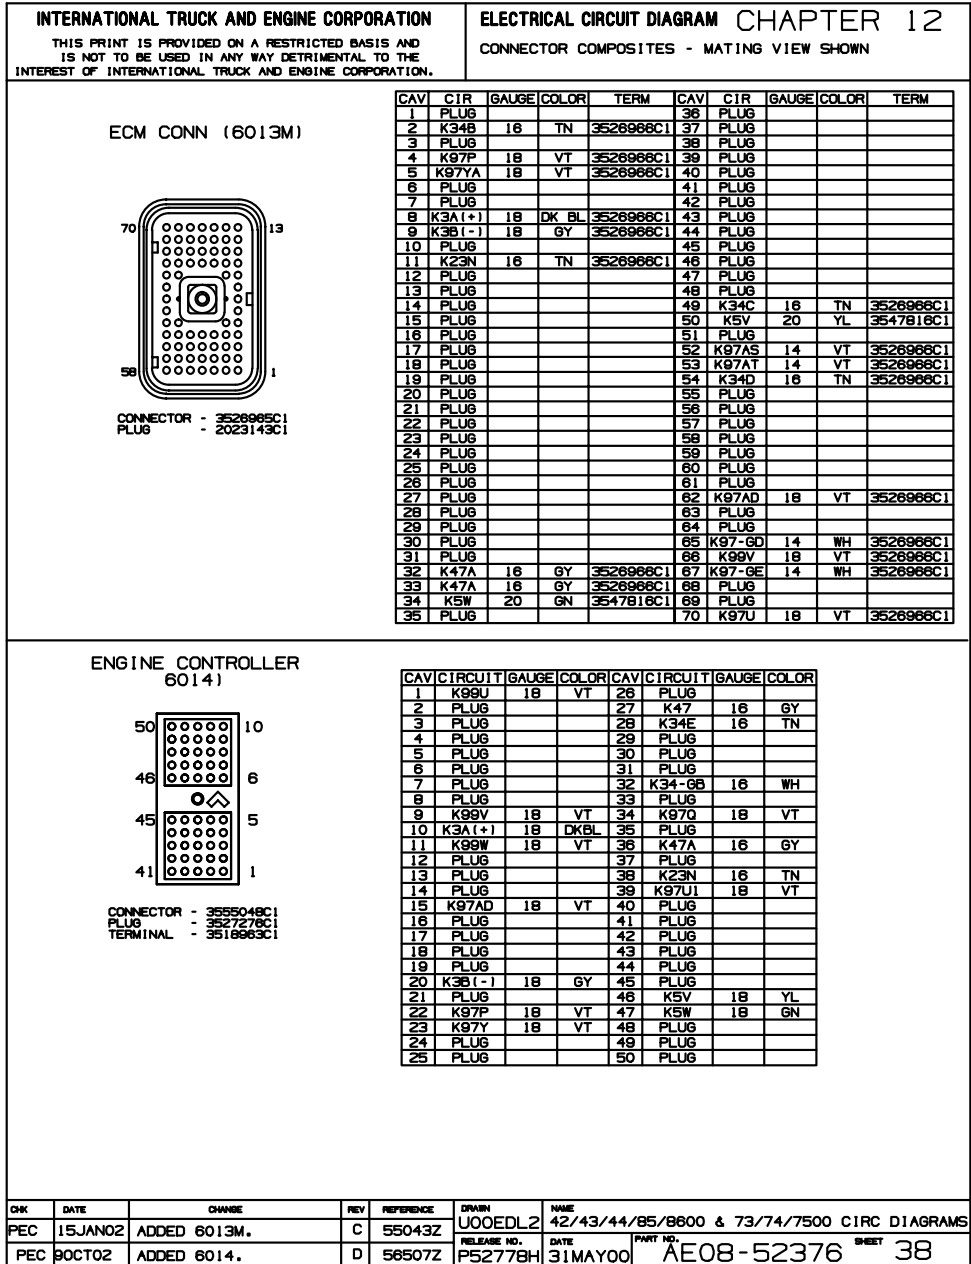 INTERNATIONAL TRUCK AND ENGINE CORPORATION
THIS PRINT IS PROVIDED ON A RESTRICTED BASIS AND
IS NOT TO BE USED IN ANY WAY DETRIMENTAL TO THE
INTEREST OF INTERNATIONAL TRUCK AND ENGINE CORPORATION.
ELECTRICAL CIRCUIT DIAGRAM CHAPTER 12
CONNECTOR COMPOSITES - MATING VIEW SHOWN
ECM CONN (6013M)
70 13
58 1
CONNECTOR - 3526965C1
PLUG - 2023143C1
CAV CIR GAUGE COLOR TERM CAV CIR GAUGE COLOR TERM
1 PLUG 36 PLUG
2 K34B 16 TN 3526966C1 37 PLUG
3 PLUG 38 PLUG
4 K97P 18 VT 3526966C1 39 PLUG
5 K97YA 18 VT 3526966C1 40 PLUG
6 PLUG 41 PLUG
7 PLUG 42 PLUG
8 K3A(+) 18 DK BL 3526966C1 43 PLUG
9 K3B(-) 18 GY 3526966C1 44 PLUG
10 PLUG 45 PLUG
11 K23N 16 TN 3526966C1 46 PLUG
12 PLUG 47 PLUG
13 PLUG 48 PLUG
14 PLUG 49 K34C 16 TN 3526966C1
15 PLUG 50 K5V 20 YL 3547816C1
16 PLUG 51 PLUG
17 PLUG 52 K97AS 14 VT 3526966C1
18 PLUG 53 K97AT 14 VT 3526966C1
19 PLUG 54 K34D 16 TN 3526966C1
20 PLUG 55 PLUG
21 PLUG 56 PLUG
22 PLUG 57 PLUG
23 PLUG 58 PLUG
24 PLUG 59 PLUG
25 PLUG 60 PLUG
26 PLUG 61 PLUG
27 PLUG 62 K97AD 18 VT 3526966C1
28 PLUG 63 PLUG
29 PLUG 64 PLUG
30 PLUG 65 K97-GD 14 WH 3526966C1
31 PLUG 66 K99V 18 VT 3526966C1
32 K47A 16 GY 3526966C1 67 K97-GE 14 WH 3526966C1
33 K47A 16 GY 3526966C1 68 PLUG
34 K5W 20 GN 3547816C1 69 PLUG
35 PLUG 70 K97U 18 VT 3526966C1
ENGINE CONTROLLER
6014)
50 10
46 6
45 5
41 1
CONNECTOR - 3555048C1
PLUG - 3527276C1
TERMINAL - 3518963C1
CAV CIRCUIT GAUGE COLOR CAV CIRCUIT GAUGE COLOR
1 K99U 18 VT 26 PLUG
2 PLUG 27 K47 16 GY
3 PLUG 28 K34E 16 TN
4 PLUG 29 PLUG
5 PLUG 30 PLUG
6 PLUG 31 PLUG
7 PLUG 32 K34-GB 16 WH
8 PLUG 33 PLUG
9 K99V 18 VT 34 K97Q 18 VT
10 K3A(+) 18 DKBL 35 PLUG
11 K99W 18 VT 36 K47A 16 GY
12 PLUG 37 PLUG
13 PLUG 38 K23N 16 TN
14 PLUG 39 K97U1 18 VT
15 K97AD 18 VT 40 PLUG
16 PLUG 41 PLUG
17 PLUG 42 PLUG
18 PLUG 43 PLUG
19 PLUG 44 PLUG
20 K3B(-) 18 GY 45 PLUG
21 PLUG 46 K5V 18 YL
22 K97P 18 VT 47 K5W 18 GN
23 K97Y 18 VT 48 PLUG
24 PLUG 49 PLUG
25 PLUG 50 PLUG
CHK DATE CHANGE REV REFERENCE DRAWN NAME
PEC 15JAN02 ADDED 6013M. C 55043Z U00EDL2 42/43/44/85/8600 & 73/74/7500 CIRC DIAGRAMS
PEC 9OCT02 ADDED 6014. D 56507Z RELEASE NO. P52778H DATE 31MAY00 PART NO. AE08-52376 SHEET 38